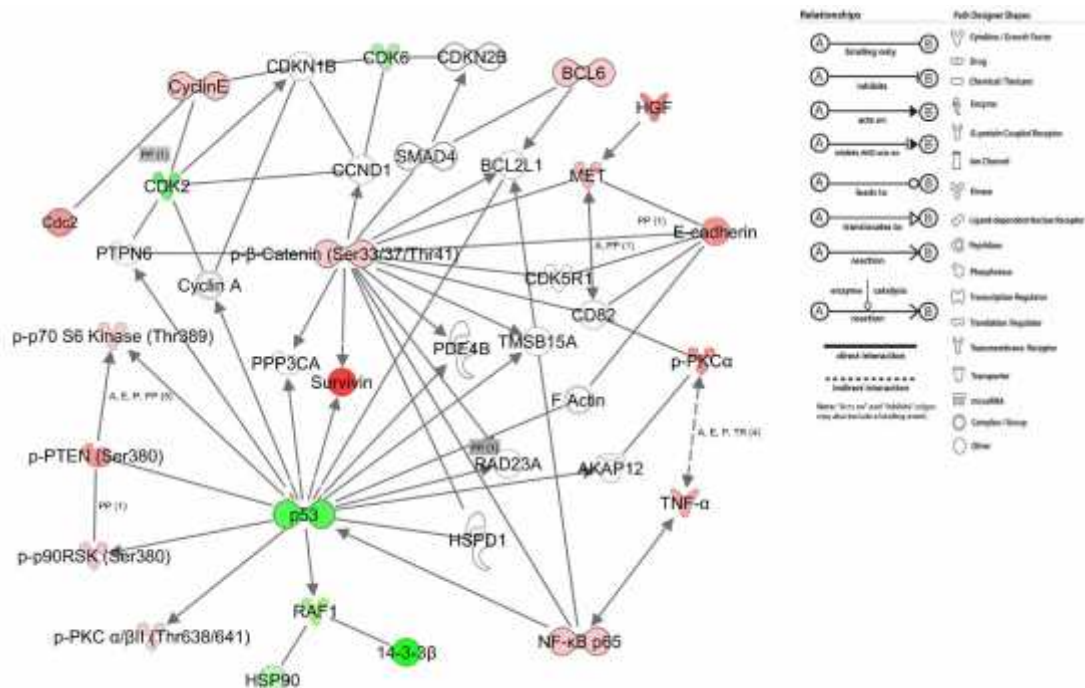 Relationships
Path Designer Shapes
A B
binding only
A B
inhibits
A B
acts on
A B
inhibits AND acts on
A B
leads to
A B
translocates to
A B
reaction
enzyme catalysis
A B
reaction
direct interaction
indirect interaction
Cytokine / Growth Factor
Drug
Chemical / Toxicant
Enzyme
G-protein Coupled Receptor
Ion Channel
Kinase
Ligand-dependent Nuclear Receptor
Peptidase
Phosphatase
Transcription Regulator
Translation Regulator
Transmembrane Receptor
Transporter
microRNA
Complex / Group
Other
CDK6
CDKN1B
CDKN2B
CyclinE
BCL6
HGF
PP (1)
SMAD4
CCND1
BCL2L1
CDK2
MET
Cdc2
PP (1)
E-cadherin
PTPN6
p-β-Catenin (Ser33/37/Thr41)
A, PP (1)
Cyclin A
CDK5R1
CD82
p-p70 S6 Kinase (Thr389)
PDE4B
TMSB15A
PPP3CA
p-PKCα
Survivin
A, E, P, PP (5)
F Actin
A, E, P, TR (4)
p-PTEN (Ser380)
RAD23A
AKAP12
PP (1)
TNF-α
p53
p-p90RSK (Ser380)
HSPD1
RAF1
p-PKC α/βII (Thr638/641)
NF-κB p65
14-3-3β
HSP90